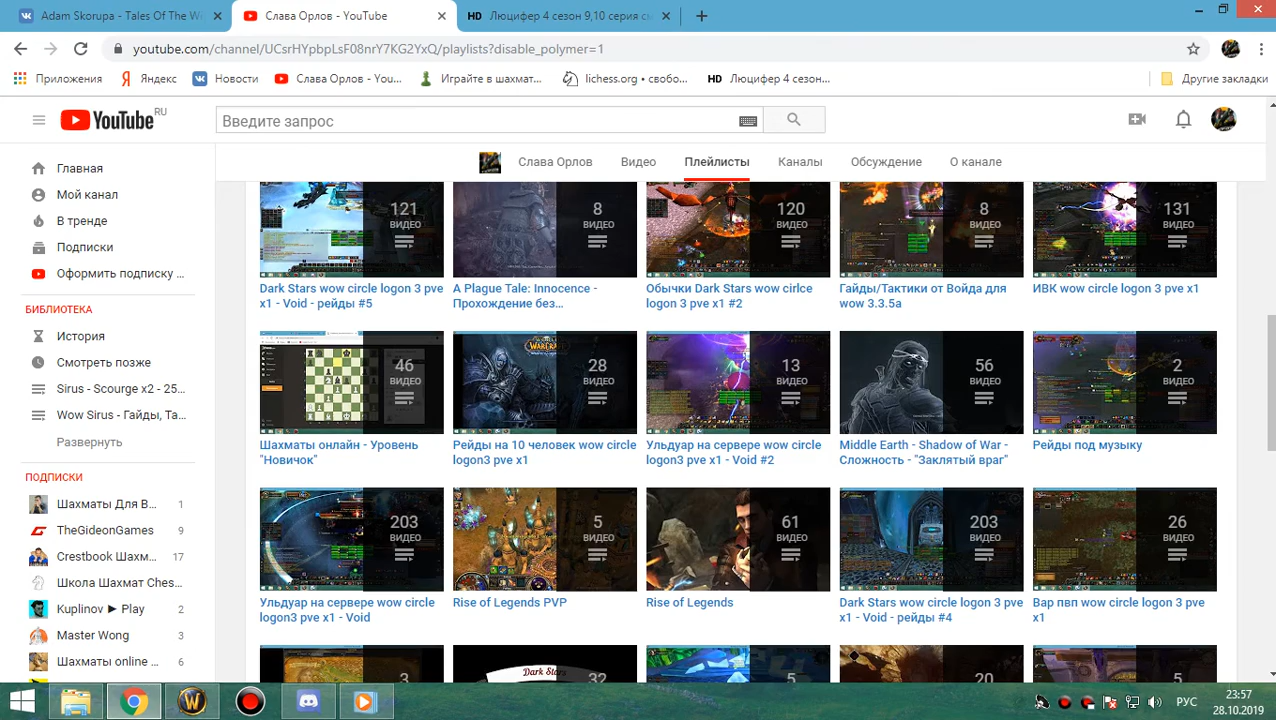 Adam Skorupa - Tales Of The W
Слава Орлов - YouTube
HD Люцифер 4 сезон 9,10 серия см
youtube.com/channel/UCsrHYpbpLsF08nrY7KG2YxQ/playlists?disable_polymer=1
Приложения
Яндекс
Новости
Слава Орлов - You...
Играйте в шахмат...
lichess.org • свобо...
HD Люцифер 4 сезон...
Другие закладки
YouTube RU
Введите запрос
Слава Орлов
Видео
Плейлисты
Каналы
Обсуждение
О канале
Главная
Мой канал
В тренде
Подписки
Оформить подписку ...
БИБЛИОТЕКА
История
Смотреть позже
Sirus - Scourge x2 - 25...
Wow Sirus - Гайды, Та...
Развернуть
ПОДПИСКИ
Шахматы Для В... 1
TheGideonGames 9
Crestbook Шахм... 17
Школа Шахмат Ches...
Kuplinov ► Play 2
Master Wong 3
Шахматы online ... 6
121
ВИДЕО
Dark Stars wow circle logon 3 pve
x1 - Void - рейды #5
8
ВИДЕО
A Plague Tale: Innocence -
Прохождение без...
120
ВИДЕО
Обычки Dark Stars wow cirlce
logon 3 pve x1 #2
8
ВИДЕО
Гайды/Тактики от Войда для
wow 3.3.5a
131
ВИДЕО
ИВК wow circle logon 3 pve x1
46
ВИДЕО
Шахматы онлайн - Уровень
"Новичок"
28
ВИДЕО
Рейды на 10 человек wow circle
logon3 pve x1
13
ВИДЕО
Ульдуар на сервере wow circle
logon3 pve x1 - Void #2
56
ВИДЕО
Middle Earth - Shadow of War -
Сложность - "Заклятый враг"
2
ВИДЕО
Рейды под музыку
203
ВИДЕО
Ульдуар на сервере wow circle
logon3 pve x1 - Void
5
ВИДЕО
Rise of Legends PVP
61
ВИДЕО
Rise of Legends
203
ВИДЕО
Dark Stars wow circle logon 3 pve
x1 - Void - рейды #4
26
ВИДЕО
Вар пвп wow circle logon 3 pve
x1
3
Dark Stars
32
5
20
5
РУС
23:57
28.10.2019